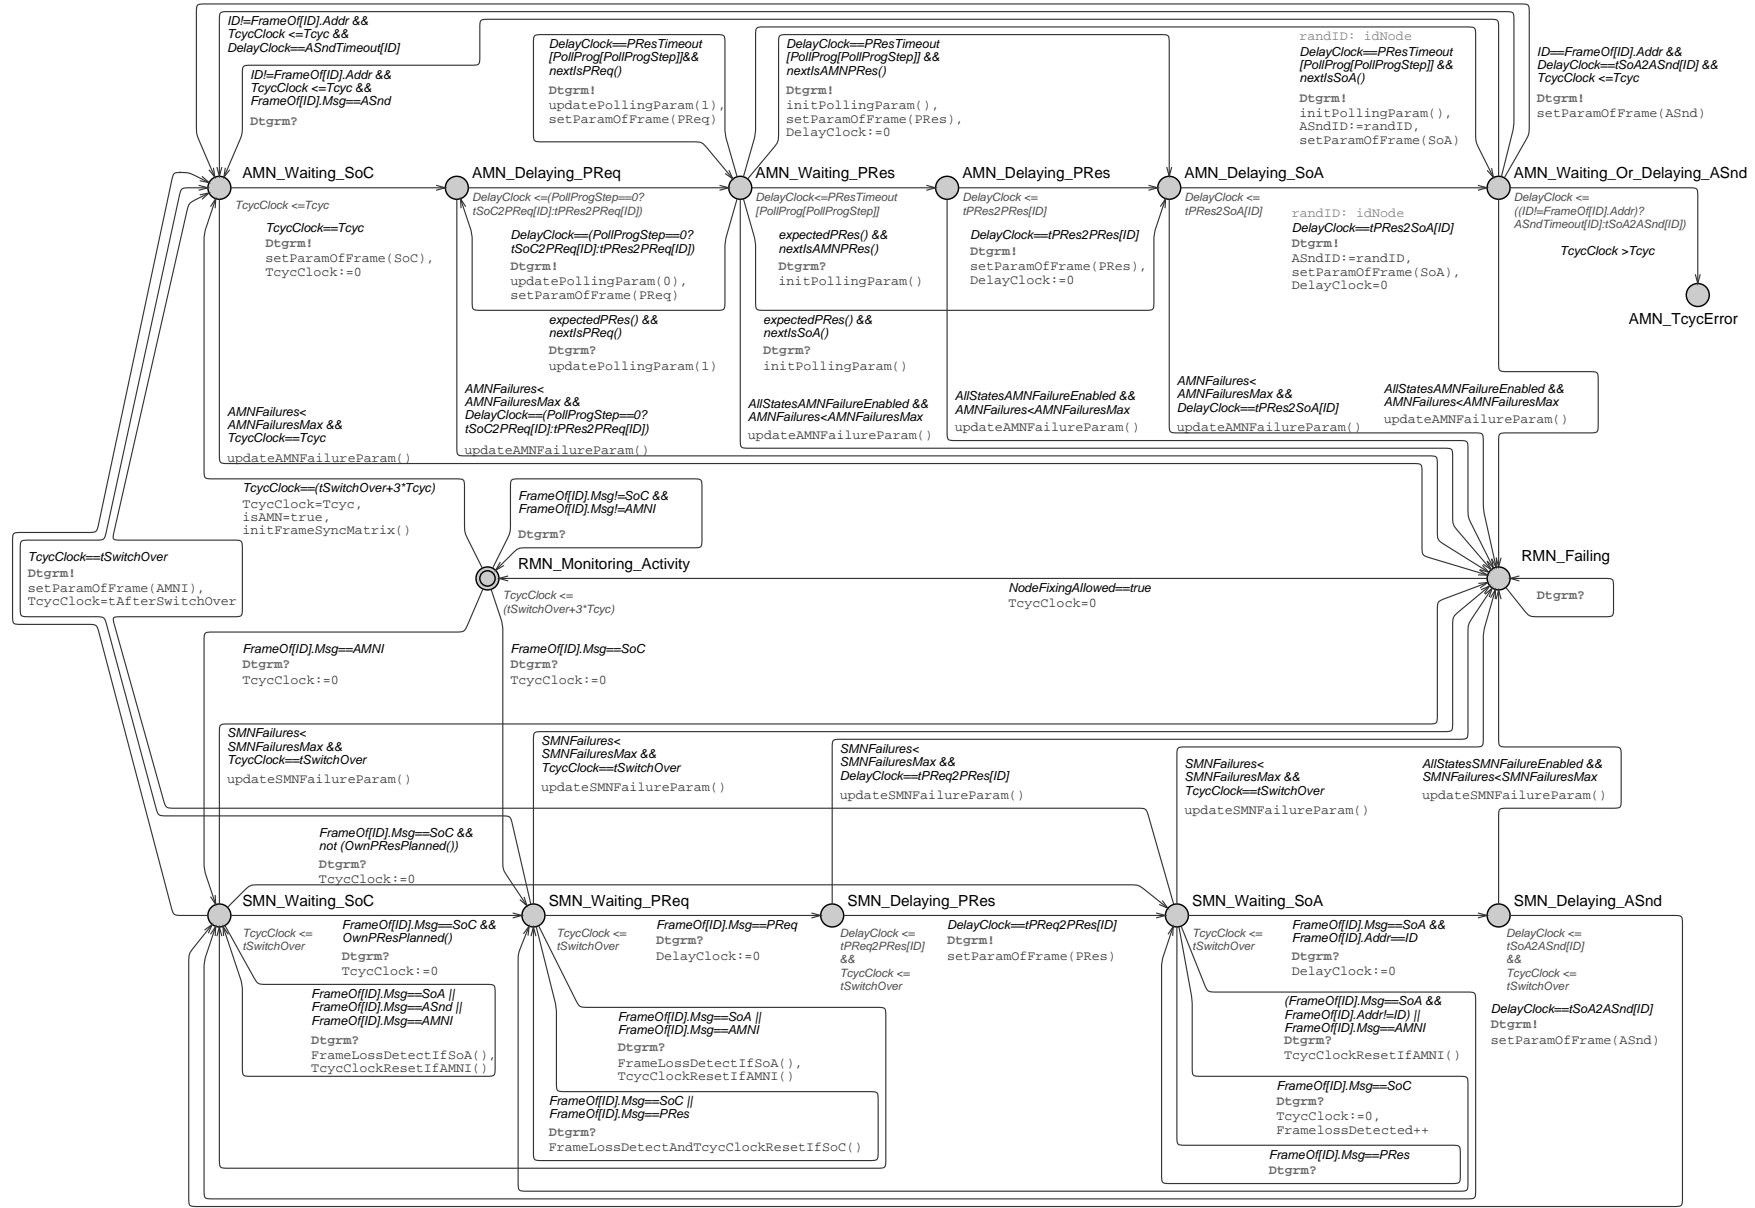 ID!=FrameOf[ID].Addr &&
TcycClock <=Tcyc &&
DelayClock==ASndTimeout[ID]
ID!=FrameOf[ID].Addr &&
TcycClock <=Tcyc &&
FrameOf[ID].Msg==ASnd
Dtgrm?
DelayClock==PResTimeout
[PollProg[PollProgStep]]&&
nextIsPReq()
Dtgrm!
updatePollingParam(1),
setParamOfFrame(PReq)
DelayClock==PResTimeout
[PollProg[PollProgStep]] &&
nextIsAMNPRes()
Dtgrm!
initPollingParam(),
setParamOfFrame(PRes),
DelayClock:=0
randID: idNode
DelayClock==PResTimeout
[PollProg[PollProgStep]] &&
nextIsSoA()
Dtgrm!
initPollingParam(),
ASndID:=randID,
setParamOfFrame(SoA)
ID==FrameOf[ID].Addr &&
DelayClock==tSoA2ASnd[ID] &&
TcycClock <=Tcyc
Dtgrm!
setParamOfFrame(ASnd)
AMN_Waiting_SoC
TcycClock <=Tcyc
AMN_Delaying_PReq
DelayClock <=(PollProgStep==0?
tSoC2PReq[ID]:tPRes2PReq[ID])
AMN_Waiting_PRes
DelayClock<=PResTimeout
[PollProg[PollProgStep]]
AMN_Delaying_PRes
DelayClock <=
tPRes2PRes[ID]
AMN_Delaying_SoA
DelayClock <=
tPRes2SoA[ID]
AMN_Waiting_Or_Delaying_ASnd
DelayClock <=
((ID!=FrameOf[ID].Addr)?
ASndTimeout[ID]:tSoA2ASnd[ID])
TcycClock==Tcyc
Dtgrm!
setParamOfFrame(SoC),
TcycClock:=0
DelayClock==(PollProgStep==0?
tSoC2PReq[ID]:tPRes2PReq[ID])
Dtgrm!
updatePollingParam(0),
setParamOfFrame(PReq)
expectedPRes() &&
nextIsAMNPRes()
Dtgrm?
initPollingParam()
DelayClock==tPRes2PRes[ID]
Dtgrm!
setParamOfFrame(PRes),
DelayClock:=0
randID: idNode
DelayClock==tPRes2SoA[ID]
Dtgrm!
ASndID:=randID,
setParamOfFrame(SoA),
DelayClock=0
TcycClock >Tcyc
AMN_TcycError
expectedPRes() &&
nextIsPReq()
Dtgrm?
updatePollingParam(1)
expectedPRes() &&
nextIsSoA()
Dtgrm?
initPollingParam()
AMNFailures<
AMNFailuresMax &&
TcycClock==Tcyc
updateAMNFailureParam()
AMNFailures<
AMNFailuresMax &&
DelayClock==(PollProgStep==0?
tSoC2PReq[ID]:tPRes2PReq[ID])
updateAMNFailureParam()
AllStatesAMNFailureEnabled &&
AMNFailures<AMNFailuresMax
updateAMNFailureParam()
AllStatesAMNFailureEnabled &&
AMNFailures<AMNFailuresMax
updateAMNFailureParam()
AMNFailures<
AMNFailuresMax &&
DelayClock==tPRes2SoA[ID]
updateAMNFailureParam()
AllStatesAMNFailureEnabled &&
AMNFailures<AMNFailuresMax
updateAMNFailureParam()
TcycClock==(tSwitchOver+3*Tcyc)
TcycClock=Tcyc,
isAMN=true,
initFrameSyncMatrix()
FrameOf[ID].Msg!=SoC &&
FrameOf[ID].Msg!=AMNI
Dtgrm?
TcycClock==tSwitchOver
Dtgrm!
setParamOfFrame(AMNI),
TcycClock=tAfterSwitchOver
RMN_Monitoring_Activity
TcycClock <=
(tSwitchOver+3*Tcyc)
RMN_Failing
NodeFixingAllowed==true
TcycClock=0
Dtgrm?
FrameOf[ID].Msg==AMNI
Dtgrm?
TcycClock:=0
FrameOf[ID].Msg==SoC
Dtgrm?
TcycClock:=0
SMNFailures<
SMNFailuresMax &&
TcycClock==tSwitchOver
updateSMNFailureParam()
SMNFailures<
SMNFailuresMax &&
TcycClock==tSwitchOver
updateSMNFailureParam()
SMNFailures<
SMNFailuresMax &&
DelayClock==tPReq2PRes[ID]
updateSMNFailureParam()
SMNFailures<
SMNFailuresMax &&
TcycClock==tSwitchOver
updateSMNFailureParam()
AllStatesSMNFailureEnabled &&
SMNFailures<SMNFailuresMax
updateSMNFailureParam()
FrameOf[ID].Msg==SoC &&
not (OwnPResPlanned())
Dtgrm?
TcycClock:=0
SMN_Waiting_SoC
TcycClock <=
tSwitchOver
SMN_Waiting_PReq
TcycClock <=
tSwitchOver
SMN_Delaying_PRes
DelayClock <=
tPReq2PRes[ID]
&&
TcycClock <=
tSwitchOver
SMN_Waiting_SoA
TcycClock <=
tSwitchOver
SMN_Delaying_ASnd
DelayClock <=
tSoA2ASnd[ID]
&&
TcycClock <=
tSwitchOver
FrameOf[ID].Msg==SoC &&
OwnPResPlanned()
Dtgrm?
TcycClock:=0
FrameOf[ID].Msg==PReq
Dtgrm?
DelayClock:=0
DelayClock==tPReq2PRes[ID]
Dtgrm!
setParamOfFrame(PRes)
FrameOf[ID].Msg==SoA &&
FrameOf[ID].Addr==ID
Dtgrm?
DelayClock:=0
FrameOf[ID].Msg==SoA ||
FrameOf[ID].Msg==ASnd ||
FrameOf[ID].Msg==AMNI
Dtgrm?
FrameLossDetectIfSoA(),
TcycClockResetIfAMNI()
FrameOf[ID].Msg==SoA ||
FrameOf[ID].Msg==AMNI
Dtgrm?
FrameLossDetectIfSoA(),
TcycClockResetIfAMNI()
(FrameOf[ID].Msg==SoA &&
FrameOf[ID].Addr!=ID) ||
FrameOf[ID].Msg==AMNI
Dtgrm?
TcycClockResetIfAMNI()
DelayClock==tSoA2ASnd[ID]
Dtgrm!
setParamOfFrame(ASnd)
FrameOf[ID].Msg==SoC ||
FrameOf[ID].Msg==PRes
Dtgrm?
FrameLossDetectAndTcycClockResetIfSoC()
FrameOf[ID].Msg==SoC
Dtgrm?
TcycClock:=0,
FramelossDetected++
FrameOf[ID].Msg==PRes
Dtgrm?